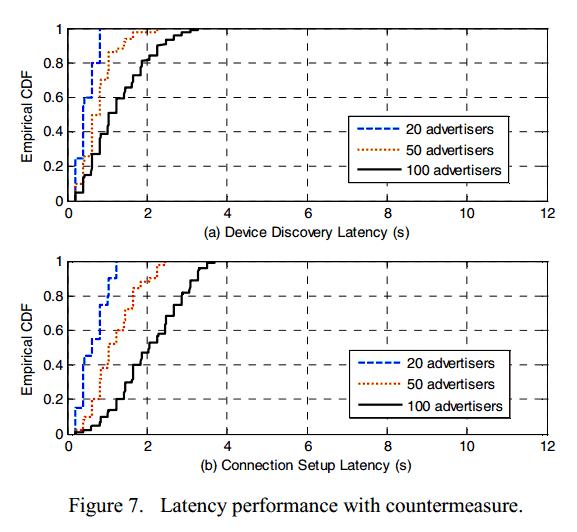 1
0.8
0.6
0.4
0.2
0
Empirical CDF
20 advertisers
50 advertisers
100 advertisers
0 2 4 6 8 10 12
(a) Device Discovery Latency (s)
1
0.8
0.6
0.4
0.2
0
Empirical CDF
20 advertisers
50 advertisers
100 advertisers
0 2 4 6 8 10 12
(b) Connection Setup Latency (s)
Figure 7. Latency performance with countermeasure.